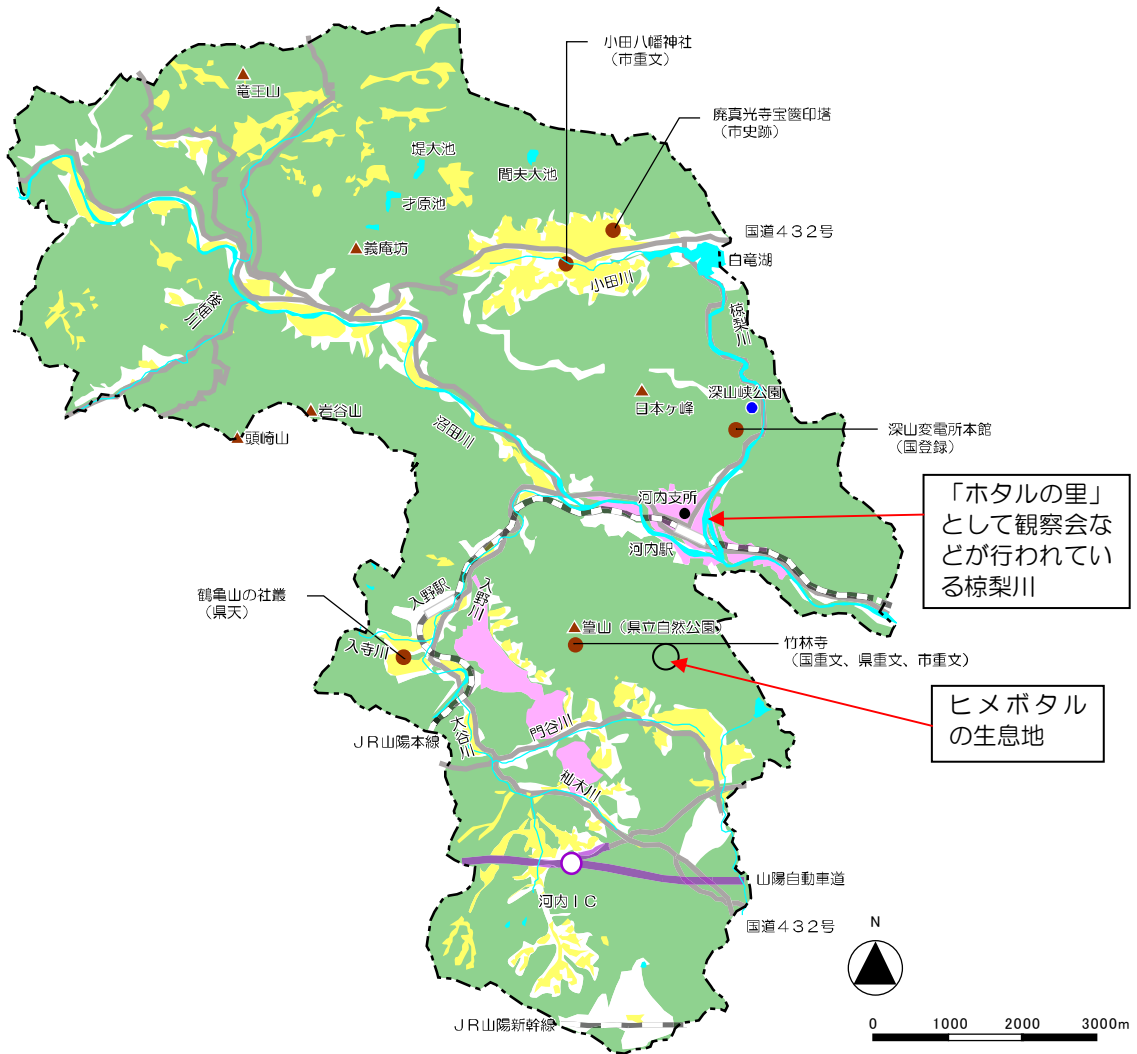 小田八幡神社
（市重文）
廃真光寺宝篋印塔
（市史跡）
竜王山
堤大池
間夫大池
才原池
国道４３２号
義庵坊
白竜湖
小田川
椋梨川
深山峡公園
日本ヶ峰
岩谷山
頭崎山
沼田川
深山変電所本館
（国登録）
河内支所
「ホタルの里」
として観察会な
どが行われてい
る椋梨川
河内駅
入野駅
入野川
鶴亀山の社叢
（県天）
入寺川
篁山（県立自然公園）
竹林寺
（国重文、県重文、市重文）
ヒメボタル
の生息地
ＪＲ山陽本線
大谷川
門谷川
杣木川
山陽自動車道
河内ＩＣ
国道４３２号
N
ＪＲ山陽新幹線
0 1000 2000 3000m